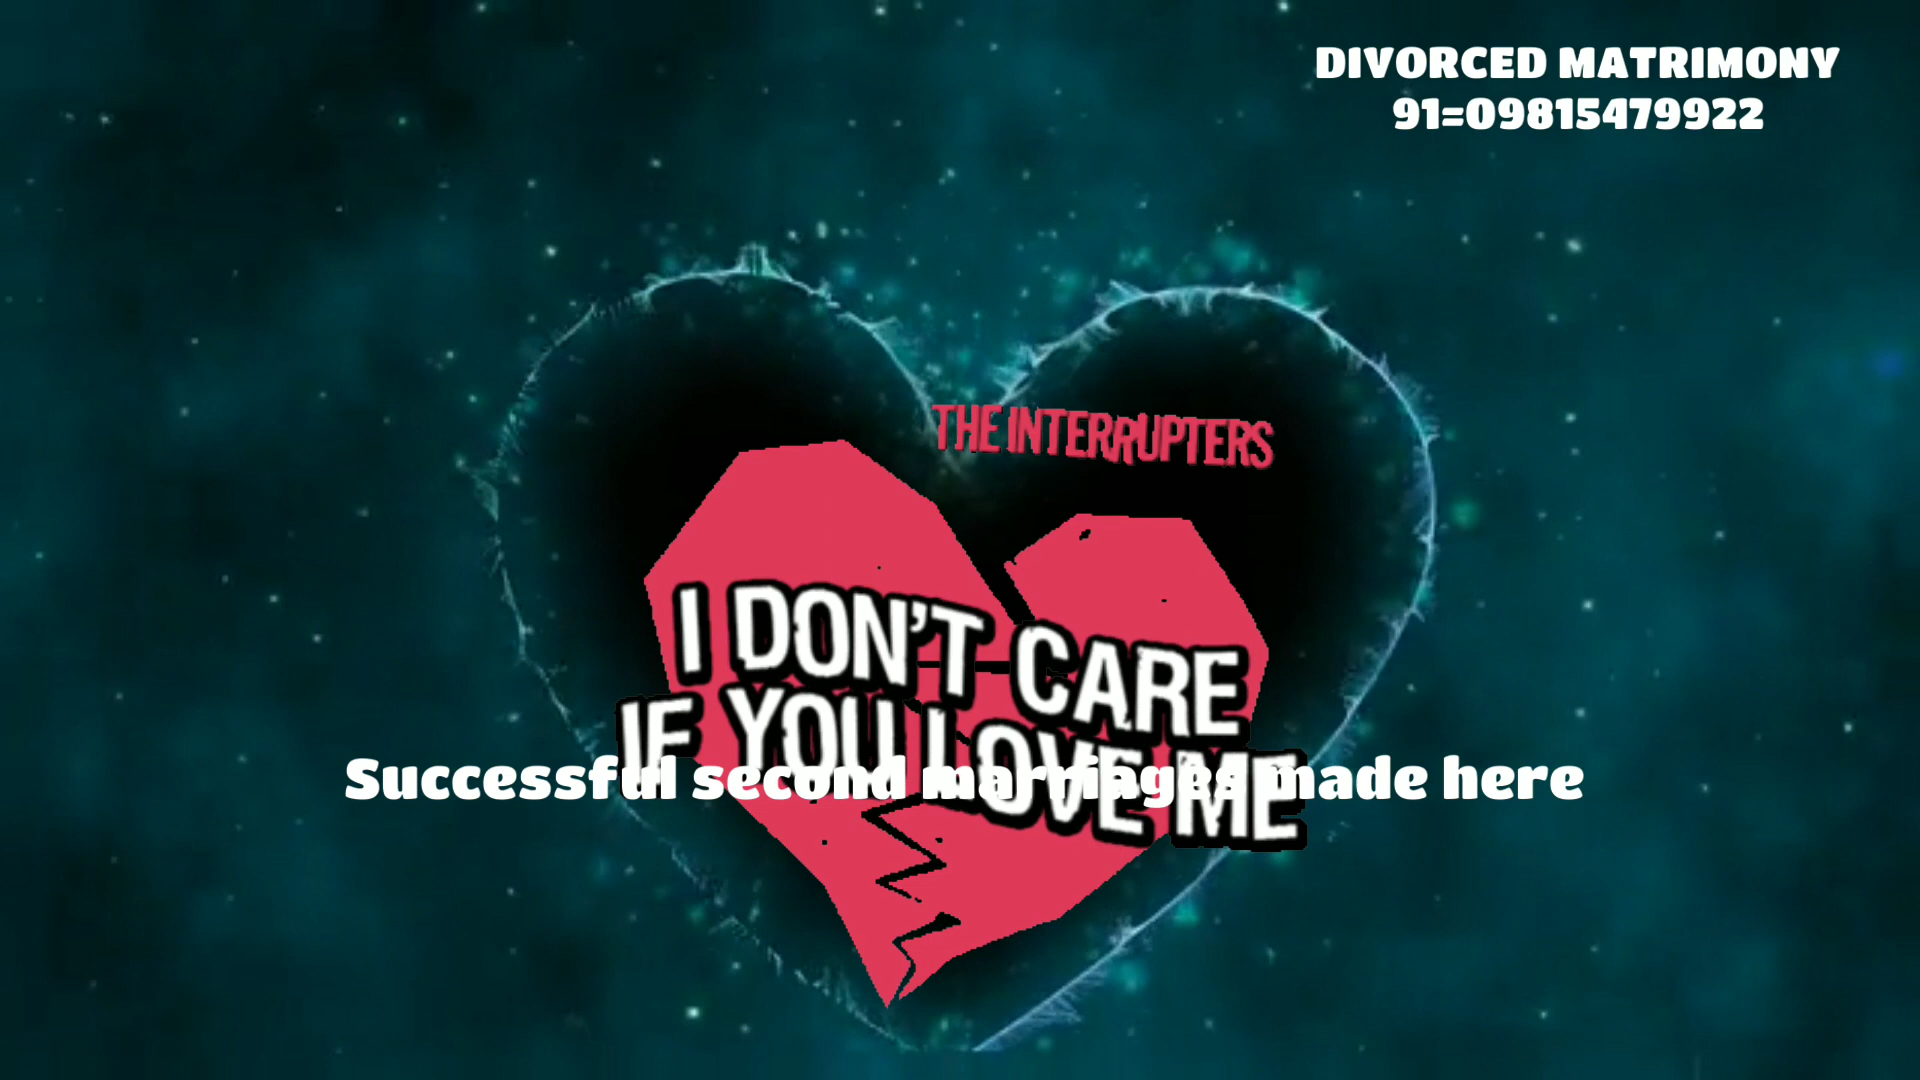 DIVORCED MATRIMONY
91=09815479922
THE INTERRUPTERS
I DON'T CARE
IF YOU LOVE ME
Successful second marriages made here